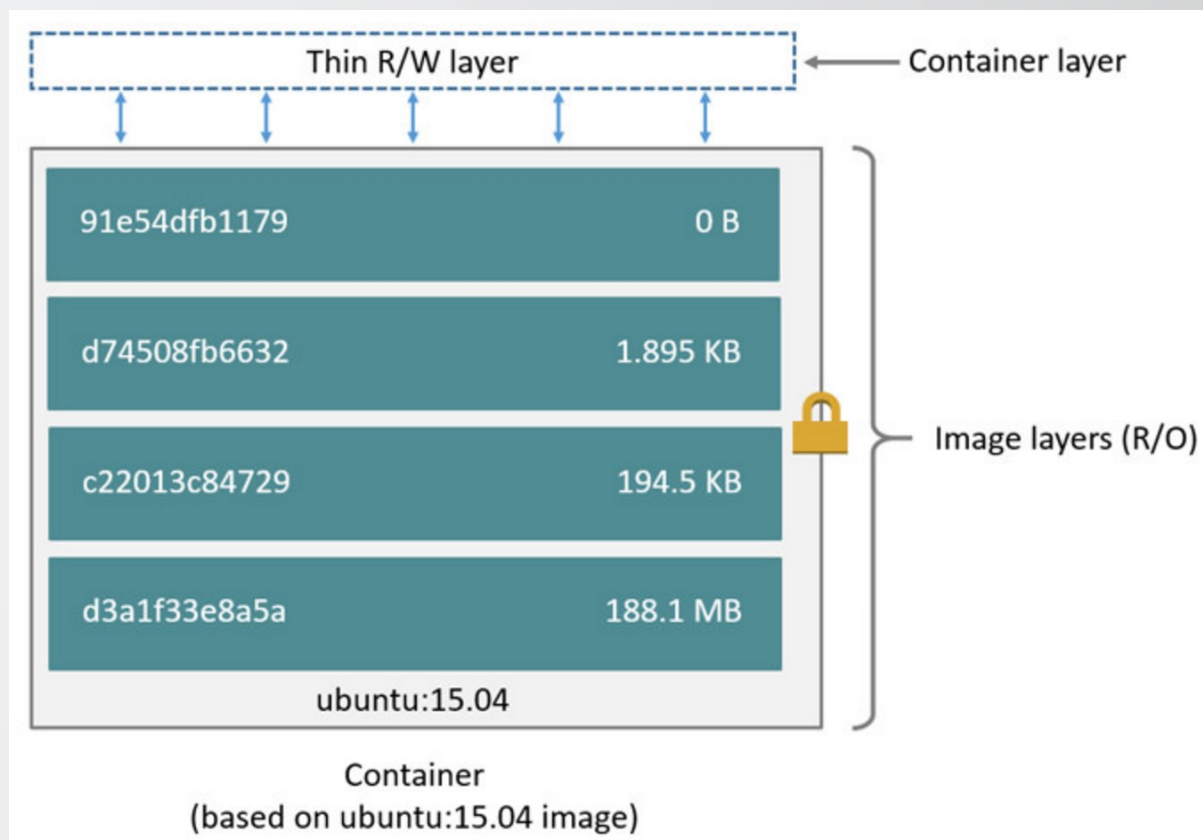 Thin R/W layer
Container layer
91e54dfb1179 0 B
d74508fb6632 1.895 KB
c22013c84729 194.5 KB
d3a1f33e8a5a 188.1 MB
Image layers (R/O)
ubuntu:15.04
Container
(based on ubuntu:15.04 image)